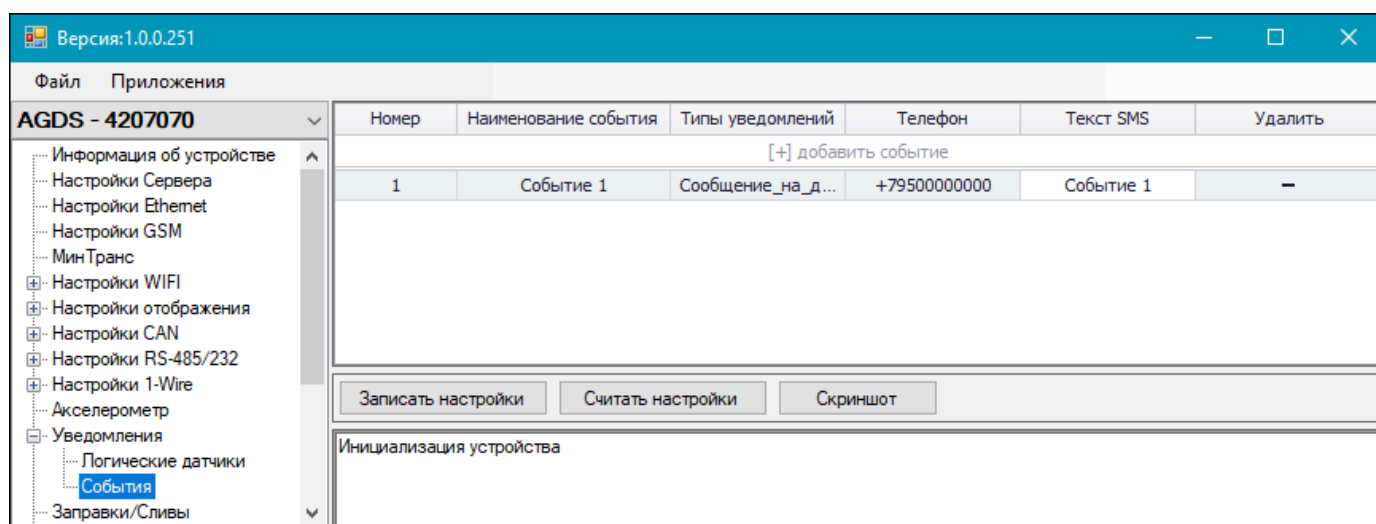 Версия:1.0.0.251
Файл Приложения
AGDS - 4207070
Информация об устройстве
Настройки Сервера
Настройки Ethernet
Настройки GSM
МинТранс
Настройки WIFI
Настройки отображения
Настройки CAN
Настройки RS-485/232
Настройки 1-Wire
Акселерометр
Уведомления
Логические датчики
События
Заправки/Сливы
Номер Наименование события Типы уведомлений Телефон Текст SMS Удалить
[+] добавить событие
1 Событие 1 Сообщение_на_д... +79500000000 Событие 1 –
Записать настройки Считать настройки Скриншот
Инициализация устройства